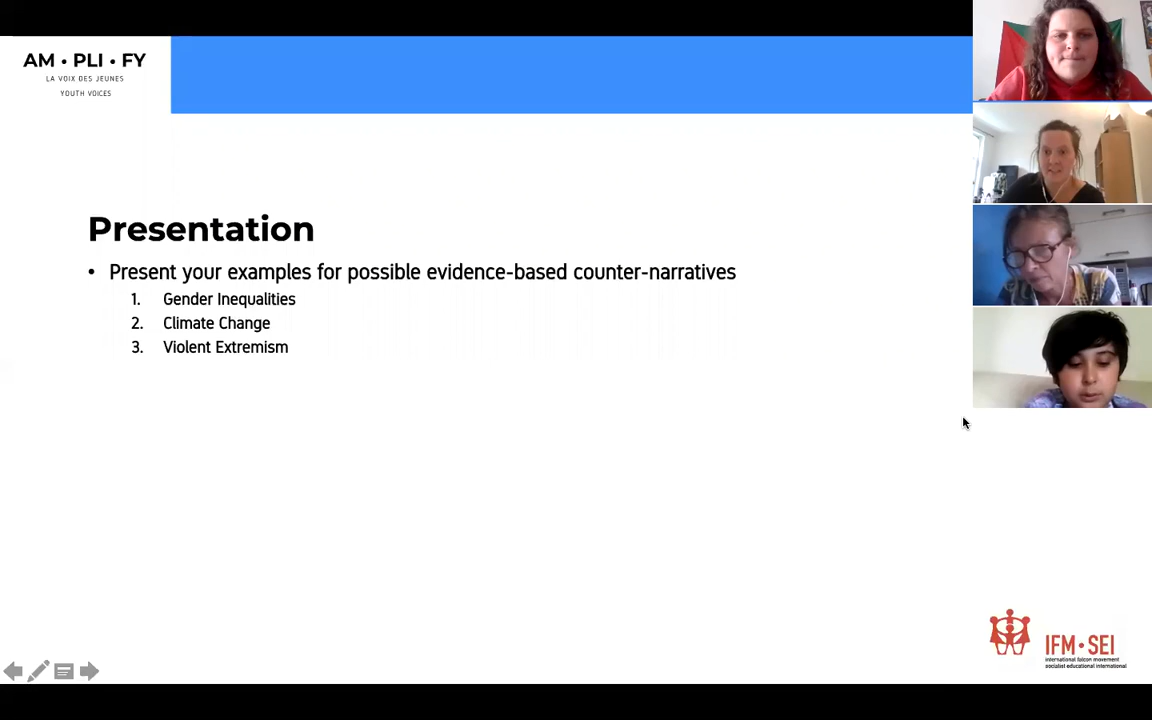 AM • PLI • FY
LA VOIX DES JEUNES
YOUTH VOICES
Presentation
• Present your examples for possible evidence-based counter-narratives
1. Gender Inequalities
2. Climate Change
3. Violent Extremism
IFM•SEI
international falcon movement
socialist educational international